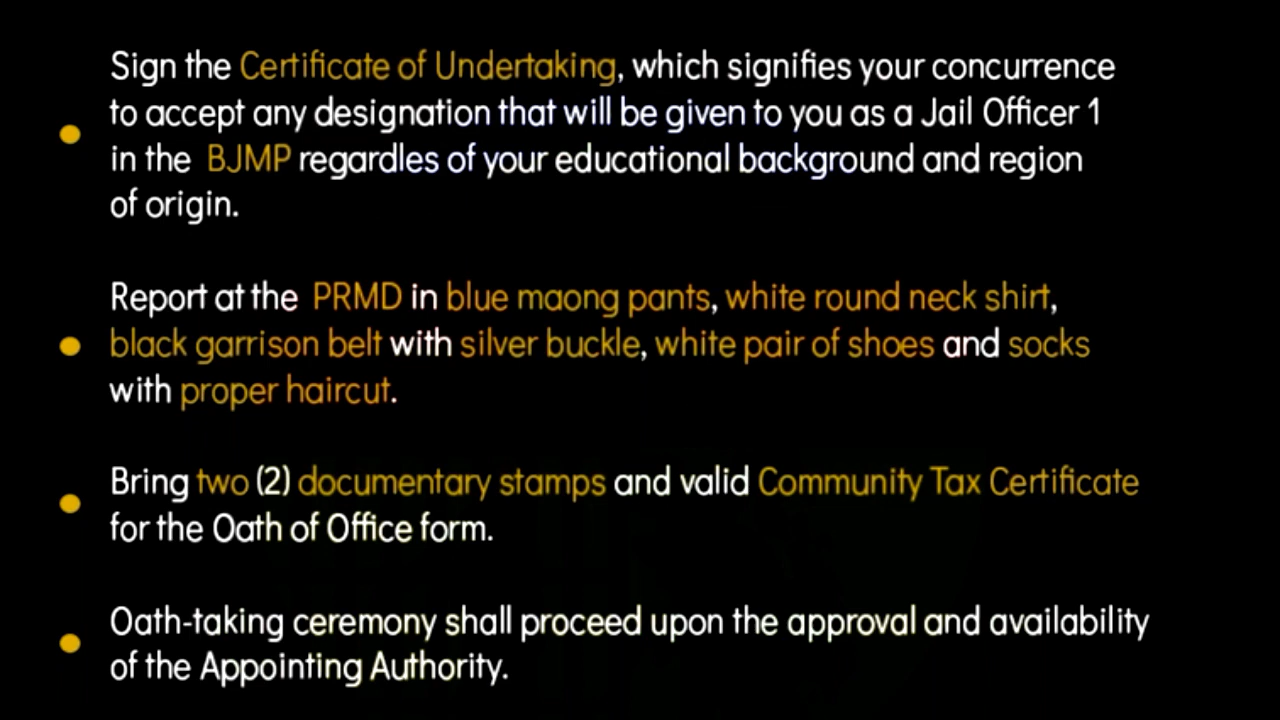 Sign the Certificate of Undertaking, which signifies your concurrence
to accept any designation that will be given to you as a Jail Officer 1
in the BJMP regardles of your educational background and region
of origin.
Report at the PRMD in blue maong pants, white round neck shirt,
black garrison belt with silver buckle, white pair of shoes and socks
with proper haircut.
Bring two (2) documentary stamps and valid Community Tax Certificate
for the Oath of Office form.
Oath-taking ceremony shall proceed upon the approval and availability
of the Appointing Authority.